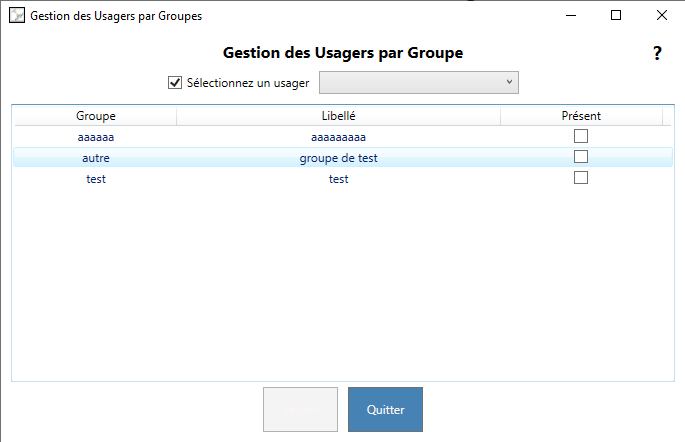 Gestion des Usagers par Groupes
Gestion des Usagers par Groupe
?
Sélectionnez un usager
Groupe Libellé Présent
aaaaaa aaaaaaaaa
autre groupe de test
test test
Quitter